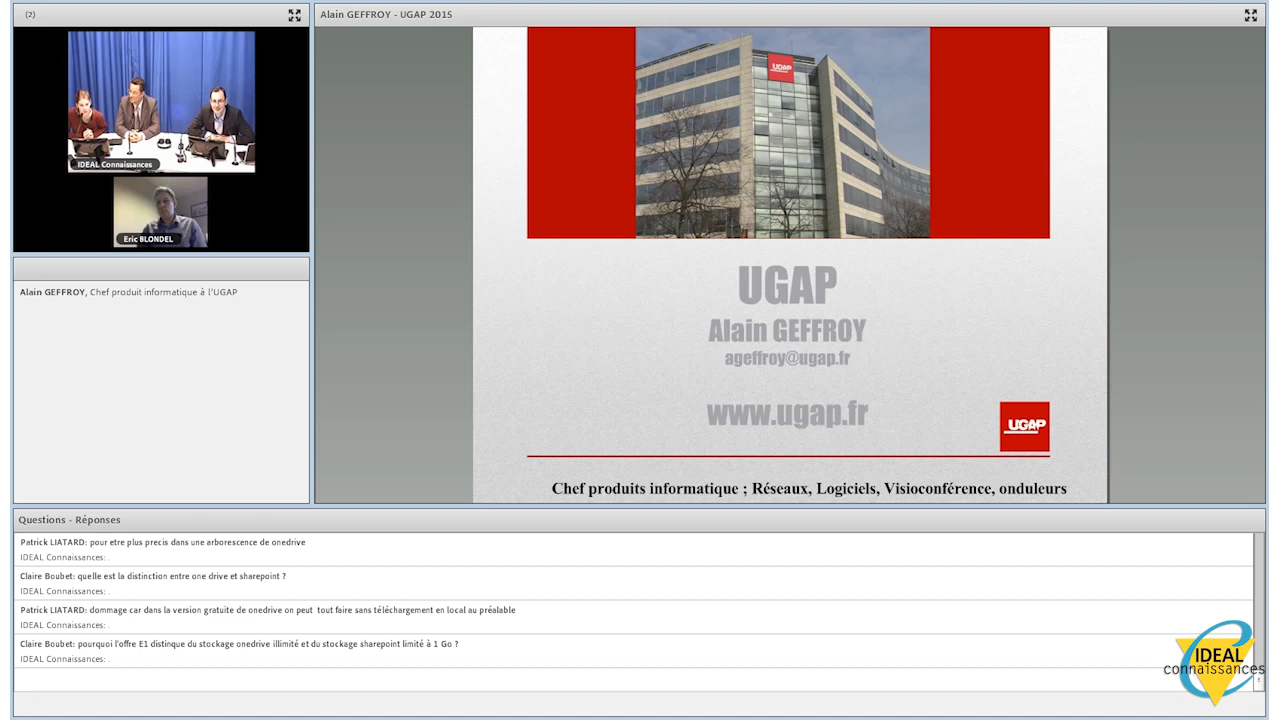 (2)
IDEAL Connaissances
Eric BLONDEL
Alain GEFFROY, Chef produit informatique à l'UGAP
Alain GEFFROY - UGAP 2015
UGAP
UGAP
Alain GEFFROY
ageffroy@ugap.fr
www.ugap.fr
UGAP
Chef produits informatique ; Réseaux, Logiciels, Visioconférence, onduleurs
Questions - Réponses
Patrick LIATARD: pour etre plus precis dans une arborescence de onedrive
IDEAL Connaissances: .
Claire Boubet: quelle est la distinction entre one drive et sharepoint ?
IDEAL Connaissances: .
Patrick LIATARD: dommage car dans la version gratuite de onedrive on peut tout faire sans téléchargement en local au préalable
IDEAL Connaissances: .
Claire Boubet: pourquoi l'offre E1 distinque du stockage onedrive illimité et du stockage sharepoint limité à 1 Go ?
IDEAL Connaissances: .
IDEAL
connaissances